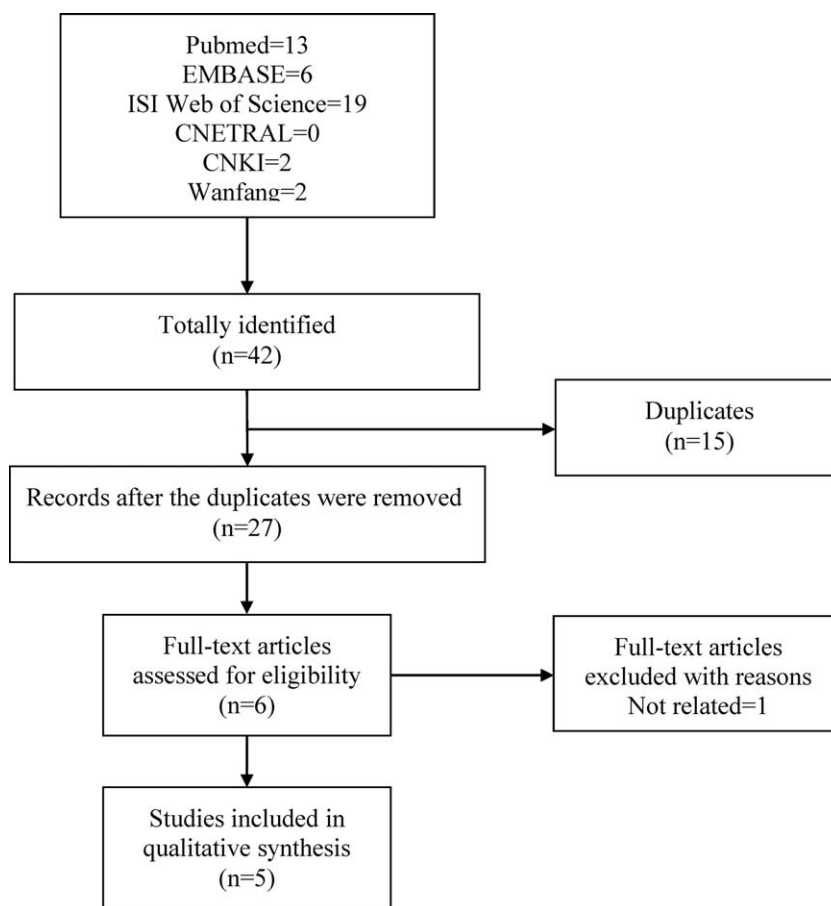 Pubmed=13
EMBASE=6
ISI Web of Science=19
CNETRAL=0
CNKI=2
Wanfang=2
Totally identified
(n=42)
Duplicates
(n=15)
Records after the duplicates were removed
(n=27)
Full-text articles
assessed for eligibility
(n=6)
Full-text articles
excluded with reasons
Not related=1
Studies included in
qualitative synthesis
(n=5)